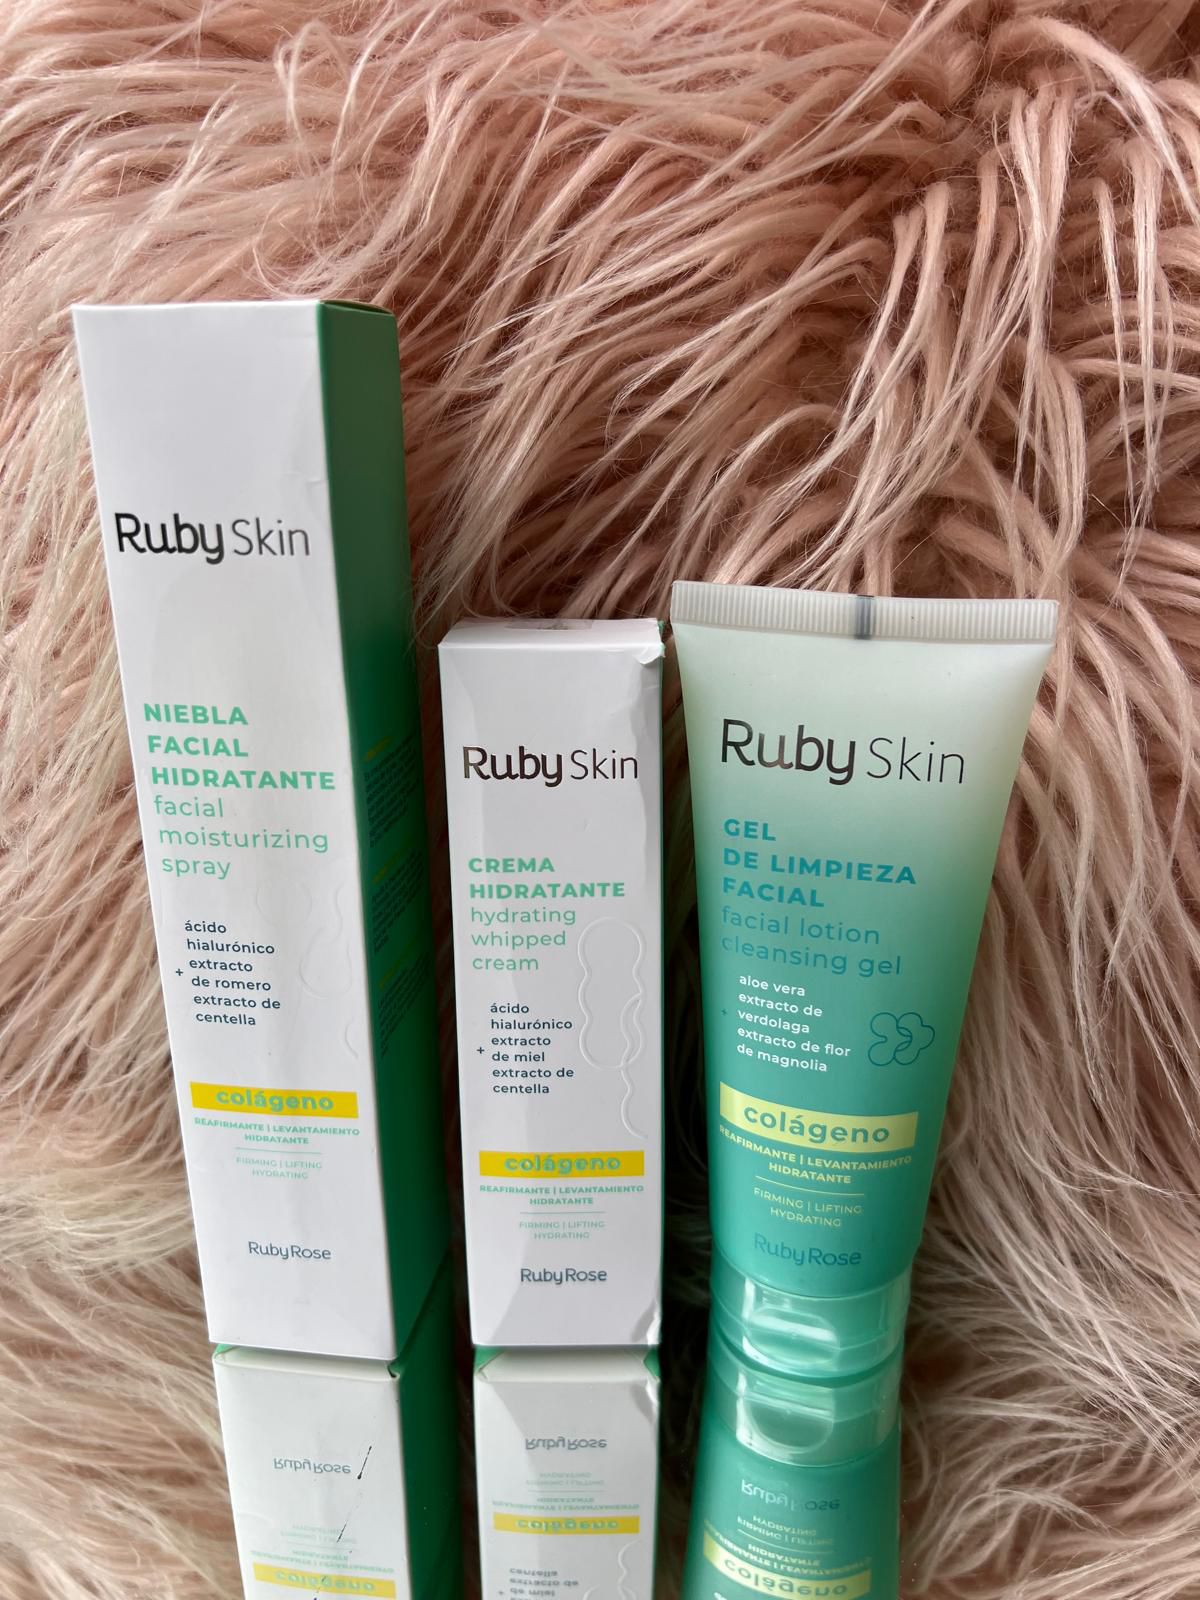 Ruby Skin
NIEBLA
FACIAL
HIDRATANTE
facial
moisturizing
spray
ácido
hialurónico
+ extracto
de romero
extracto de
centella
colágeno
REAFIRMANTE | LEVANTAMIENTO
HIDRATANTE
FIRMING | LIFTING
HYDRATING
RubyRose
Ruby Skin
CREMA
HIDRATANTE
hydrating
whipped
cream
ácido
hialurónico
extracto
+ de miel
extracto de
centella
colágeno
REAFIRMANTE | LEVANTAMIENTO
HIDRATANTE
FIRMING | LIFTING
HYDRATING
RubyRose
Ruby Skin
GEL
DE LIMPIEZA
FACIAL
facial lotion
cleansing gel
aloe vera
extracto de
+ verdolaga
extracto de flor
de magnolia
colágeno
REAFIRMANTE | LEVANTAMIENTO
HIDRATANTE
FIRMING | LIFTING
HYDRATING
RubyRose